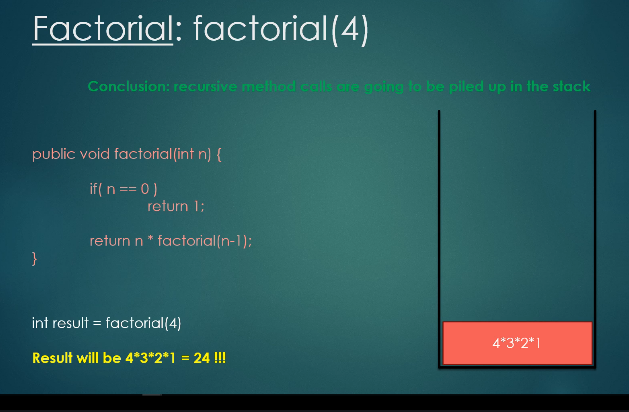 Factorial: factorial(4)
Conclusion: recursive method calls are going to be piled up in the stack
public void factorial(int n) {
if( n == 0 )
return 1;
return n * factorial(n-1);
}
int result = factorial(4)
Result will be 4*3*2*1 = 24 !!!
4*3*2*1